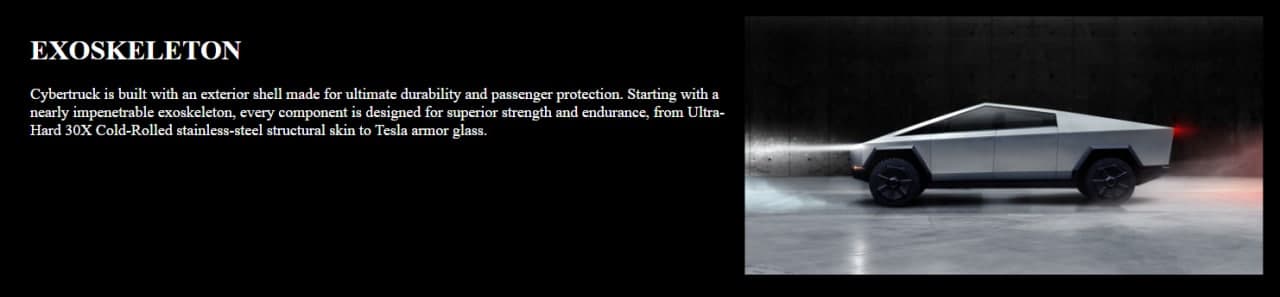 EXOSKELETON
Cybertruck is built with an exterior shell made for ultimate durability and passenger protection. Starting with a
nearly impenetrable exoskeleton, every component is designed for superior strength and endurance, from Ultra-
Hard 30X Cold-Rolled stainless-steel structural skin to Tesla armor glass.